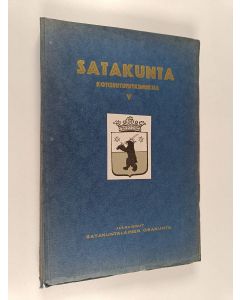 SATAKUNTA
KOTISEUTUTUTKIMUKSIA
V
JULKAISSUT
SATAKUNTALAINEN OSAKUNTA